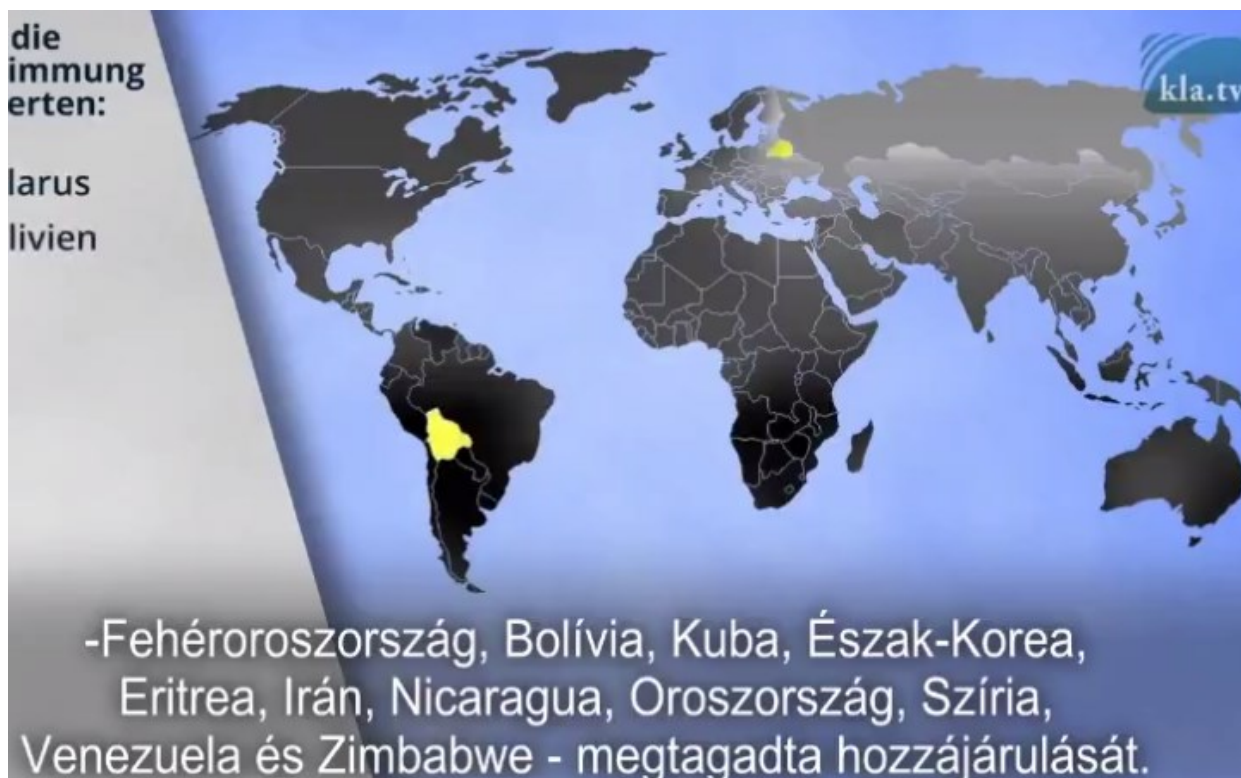 die
immung
erten:
larus
livien
kla.tv
-Fehéroroszország, Bolívia, Kuba, Észak-Korea,
Eritrea, Irán, Nicaragua, Oroszország, Szíria,
Venezuela és Zimbabwe - megtagadta hozzájárulását.